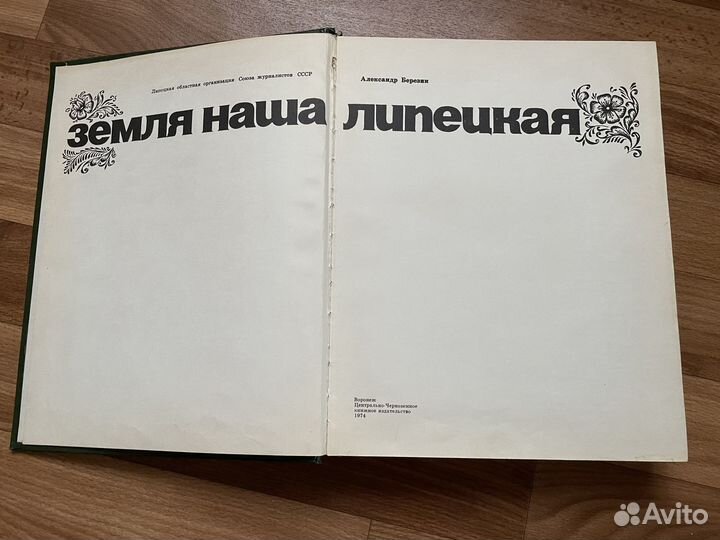 Липецкая областная организация Союза журналистов СССР
Александр Березин
земля наша липецкая
Воронеж
Центрально-Черноземное
книжное издательство
1974
Avito